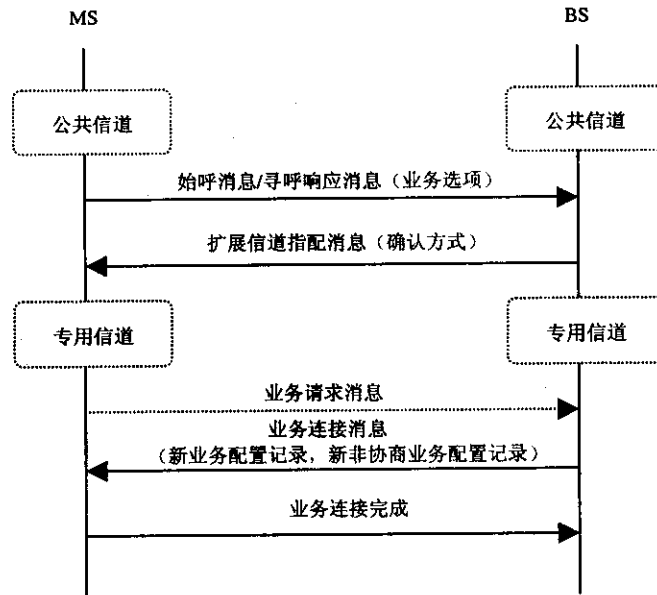 MS
BS
公共信道
公共信道
始呼消息/寻呼响应消息（业务选项）
扩展信道指配消息（确认方式）
专用信道
专用信道
业务请求消息
业务连接消息
（新业务配置记录，新非协商业务配置记录）
业务连接完成